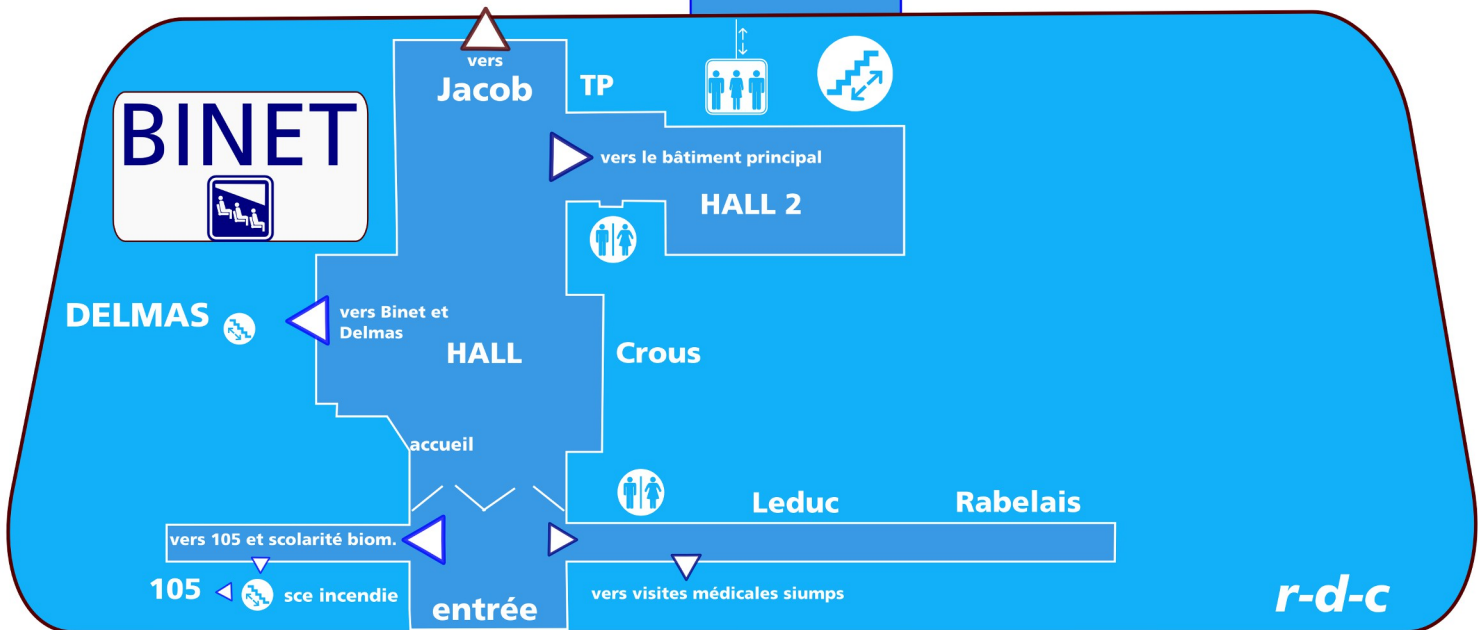 vers
Jacob
TP
BINET
vers le bâtiment principal
HALL 2
DELMAS
vers Binet et
Delmas
HALL
Crous
accueil
Leduc
Rabelais
vers 105 et scolarité biom.
105
sce incendie
entrée
vers visites médicales siumps
r-d-c